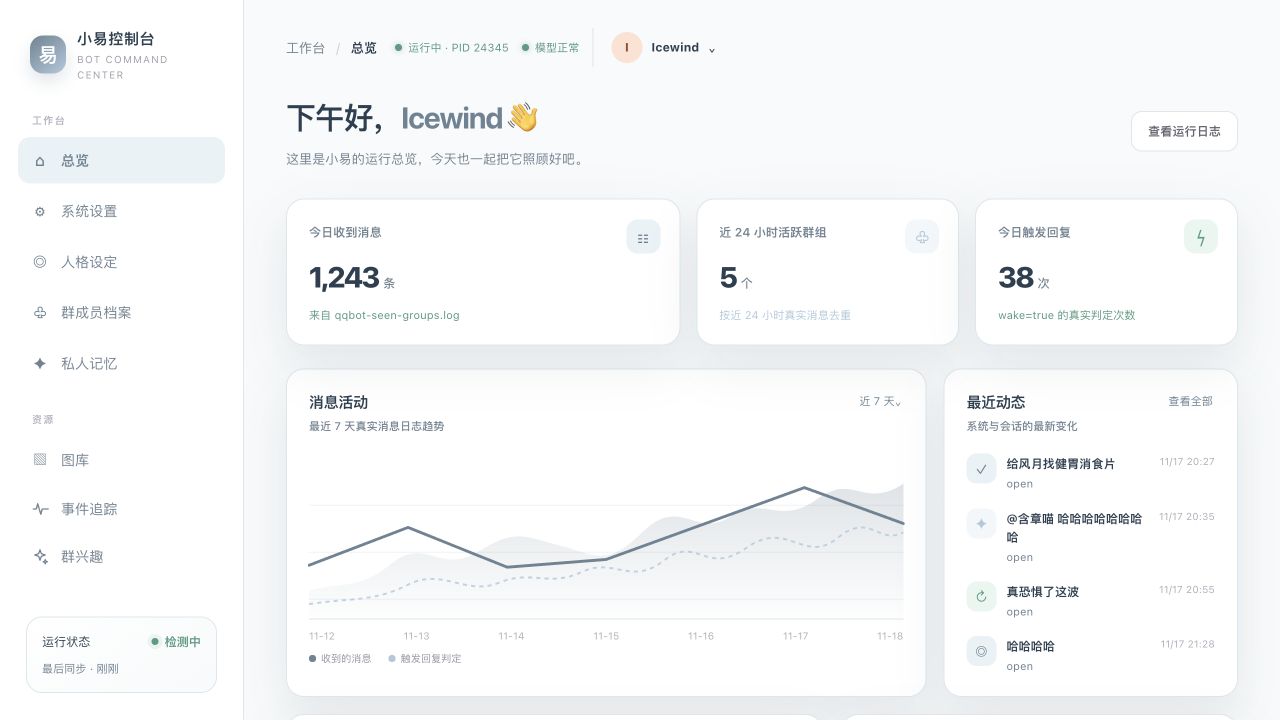 易
小易控制台
BOT COMMAND
CENTER
工作台
总览
系统设置
人格设定
群成员档案
私人记忆
资源
图库
事件追踪
群兴趣
运行状态
检测中
最后同步 · 刚刚
工作台 / 总览
运行中 · PID 24345
模型正常
I
Icewind
下午好，Icewind👋
这里是小易的运行总览，今天也一起把它照顾好吧。
查看运行日志
今日收到消息
1,243 条
来自 qqbot-seen-groups.log
近 24 小时活跃群组
5 个
按近 24 小时真实消息去重
今日触发回复
38 次
wake=true 的真实判定次数
消息活动
近 7 天
最近 7 天真实消息日志趋势
11-12
11-13
11-14
11-15
11-16
11-17
11-18
收到的消息
触发回复判定
最近动态
查看全部
系统与会话的最新变化
给风月找健胃消食片
11/17 20:27
open
@含章喵 哈哈哈哈哈哈哈
哈
11/17 20:35
open
真恐惧了这波
11/17 20:55
open
哈哈哈哈
11/17 21:28
open